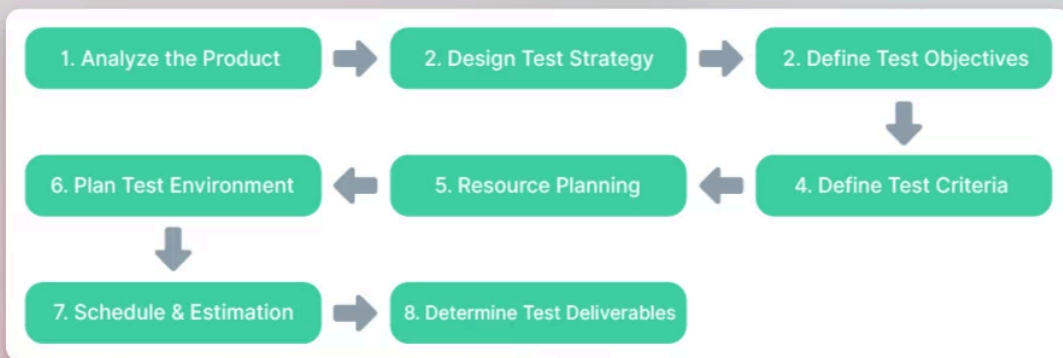 1. Analyze the Product
2. Design Test Strategy
2. Define Test Objectives
6. Plan Test Environment
5. Resource Planning
4. Define Test Criteria
7. Schedule & Estimation
8. Determine Test Deliverables